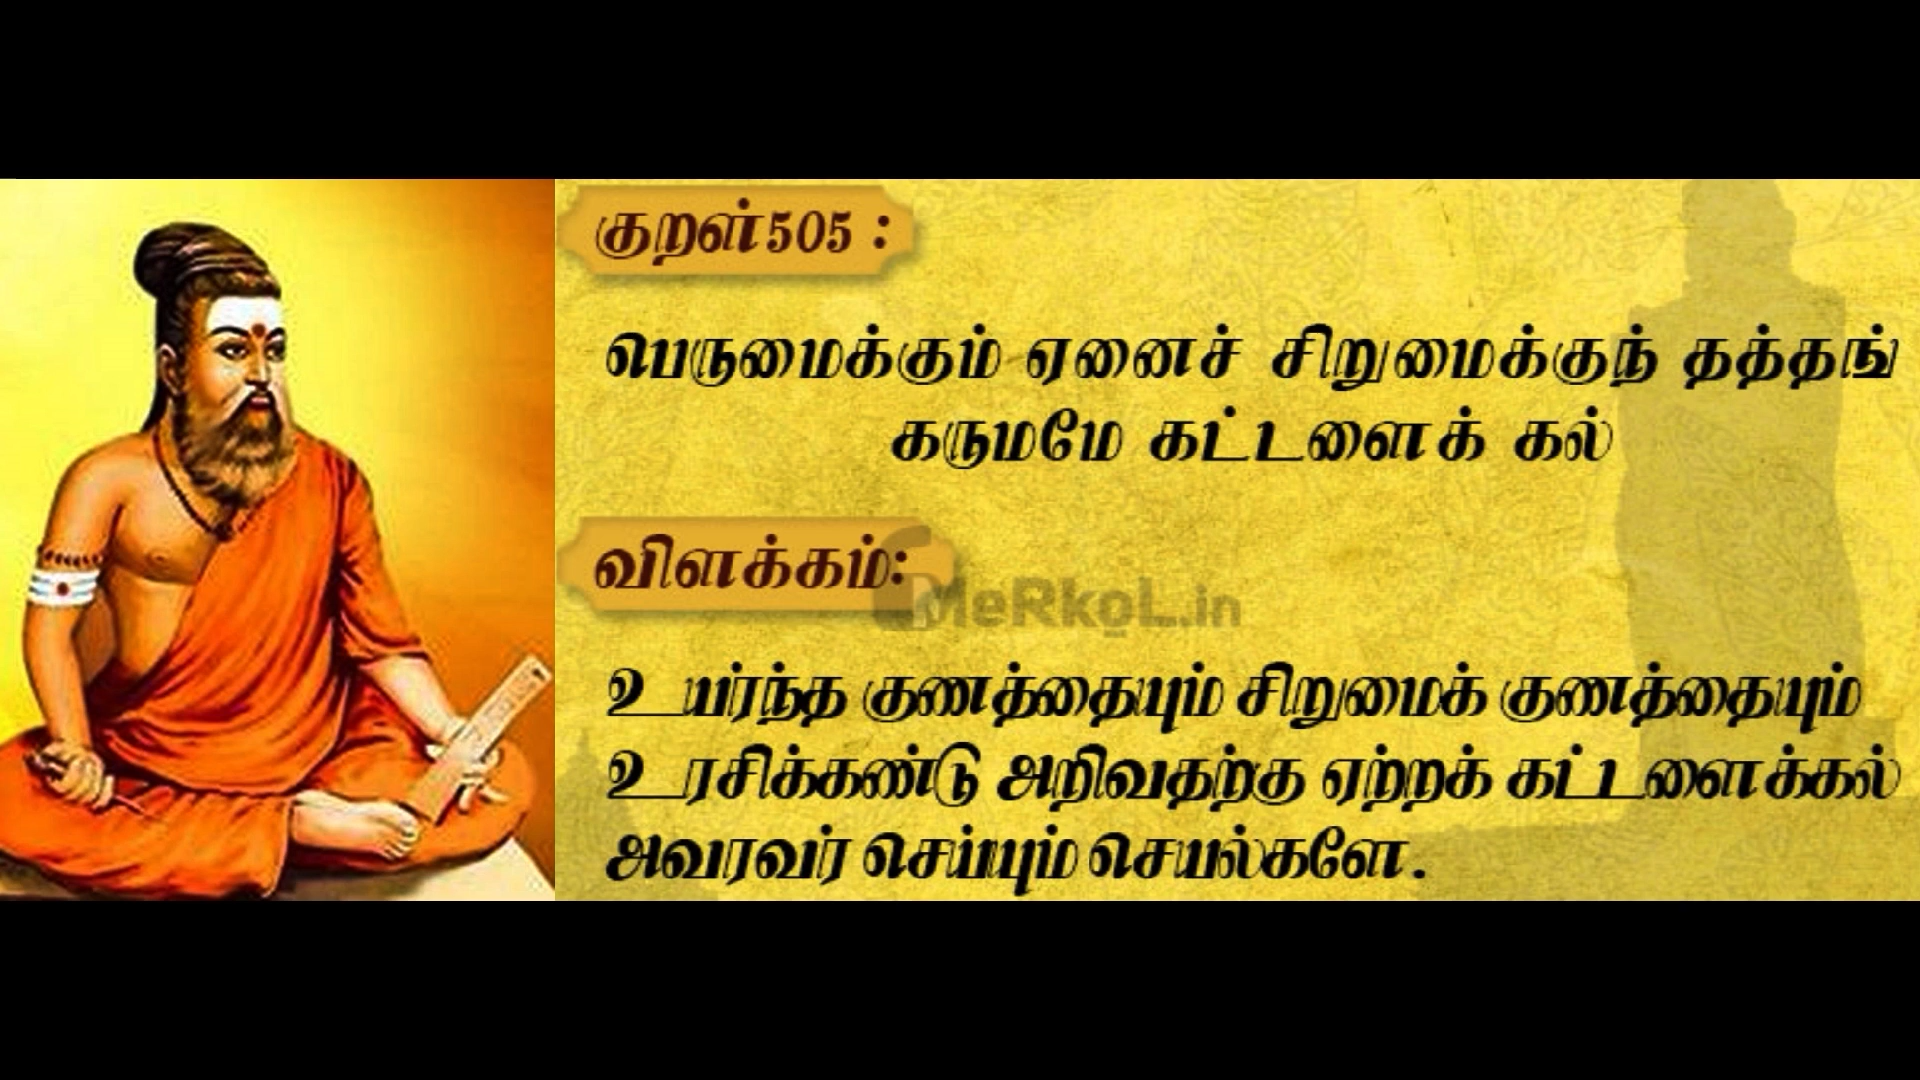 குறள்505 :
பெருமைக்கும் ஏனைச் சிறுமைக்குந் தத்தங்
கருமமே கட்டளைக் கல்
விளக்கம்:
MeRkoL.in
உயர்ந்த குணத்தையும் சிறுமைக் குணத்தையும்
உரசிக்கண்டு அறிவதற்கு ஏற்றக் கட்டளைக்கல்
அவரவர் செய்யும் செயல்களே.